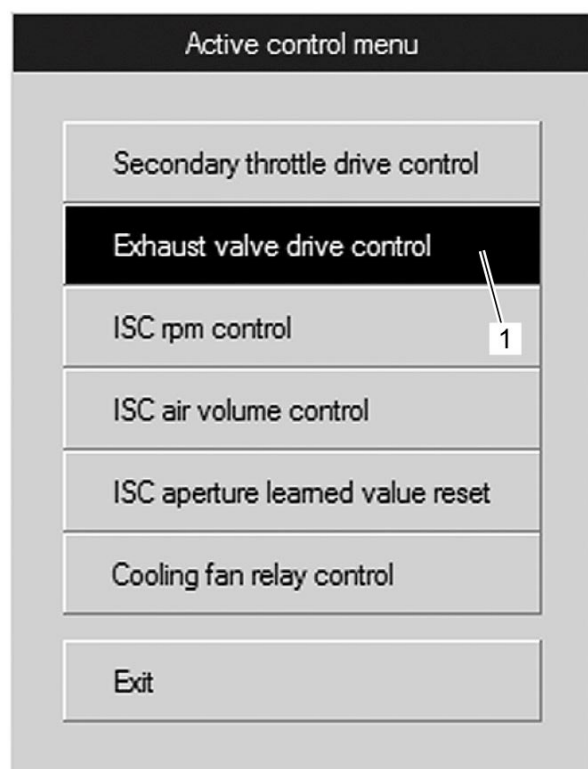 Active control menu
Secondary throttle drive control
Exhaust valve drive control
1
ISC rpm control
ISC air volume control
ISC aperture learned value reset
Cooling fan relay control
Exit